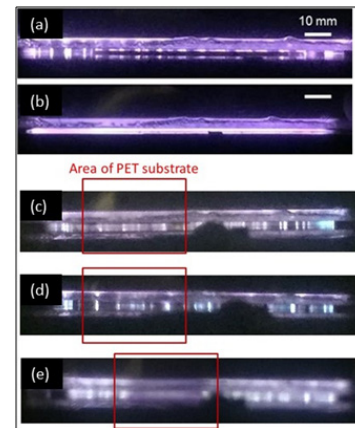 (a)
10 mm
(b)
Area of PET substrate
(c)
(d)
(e)